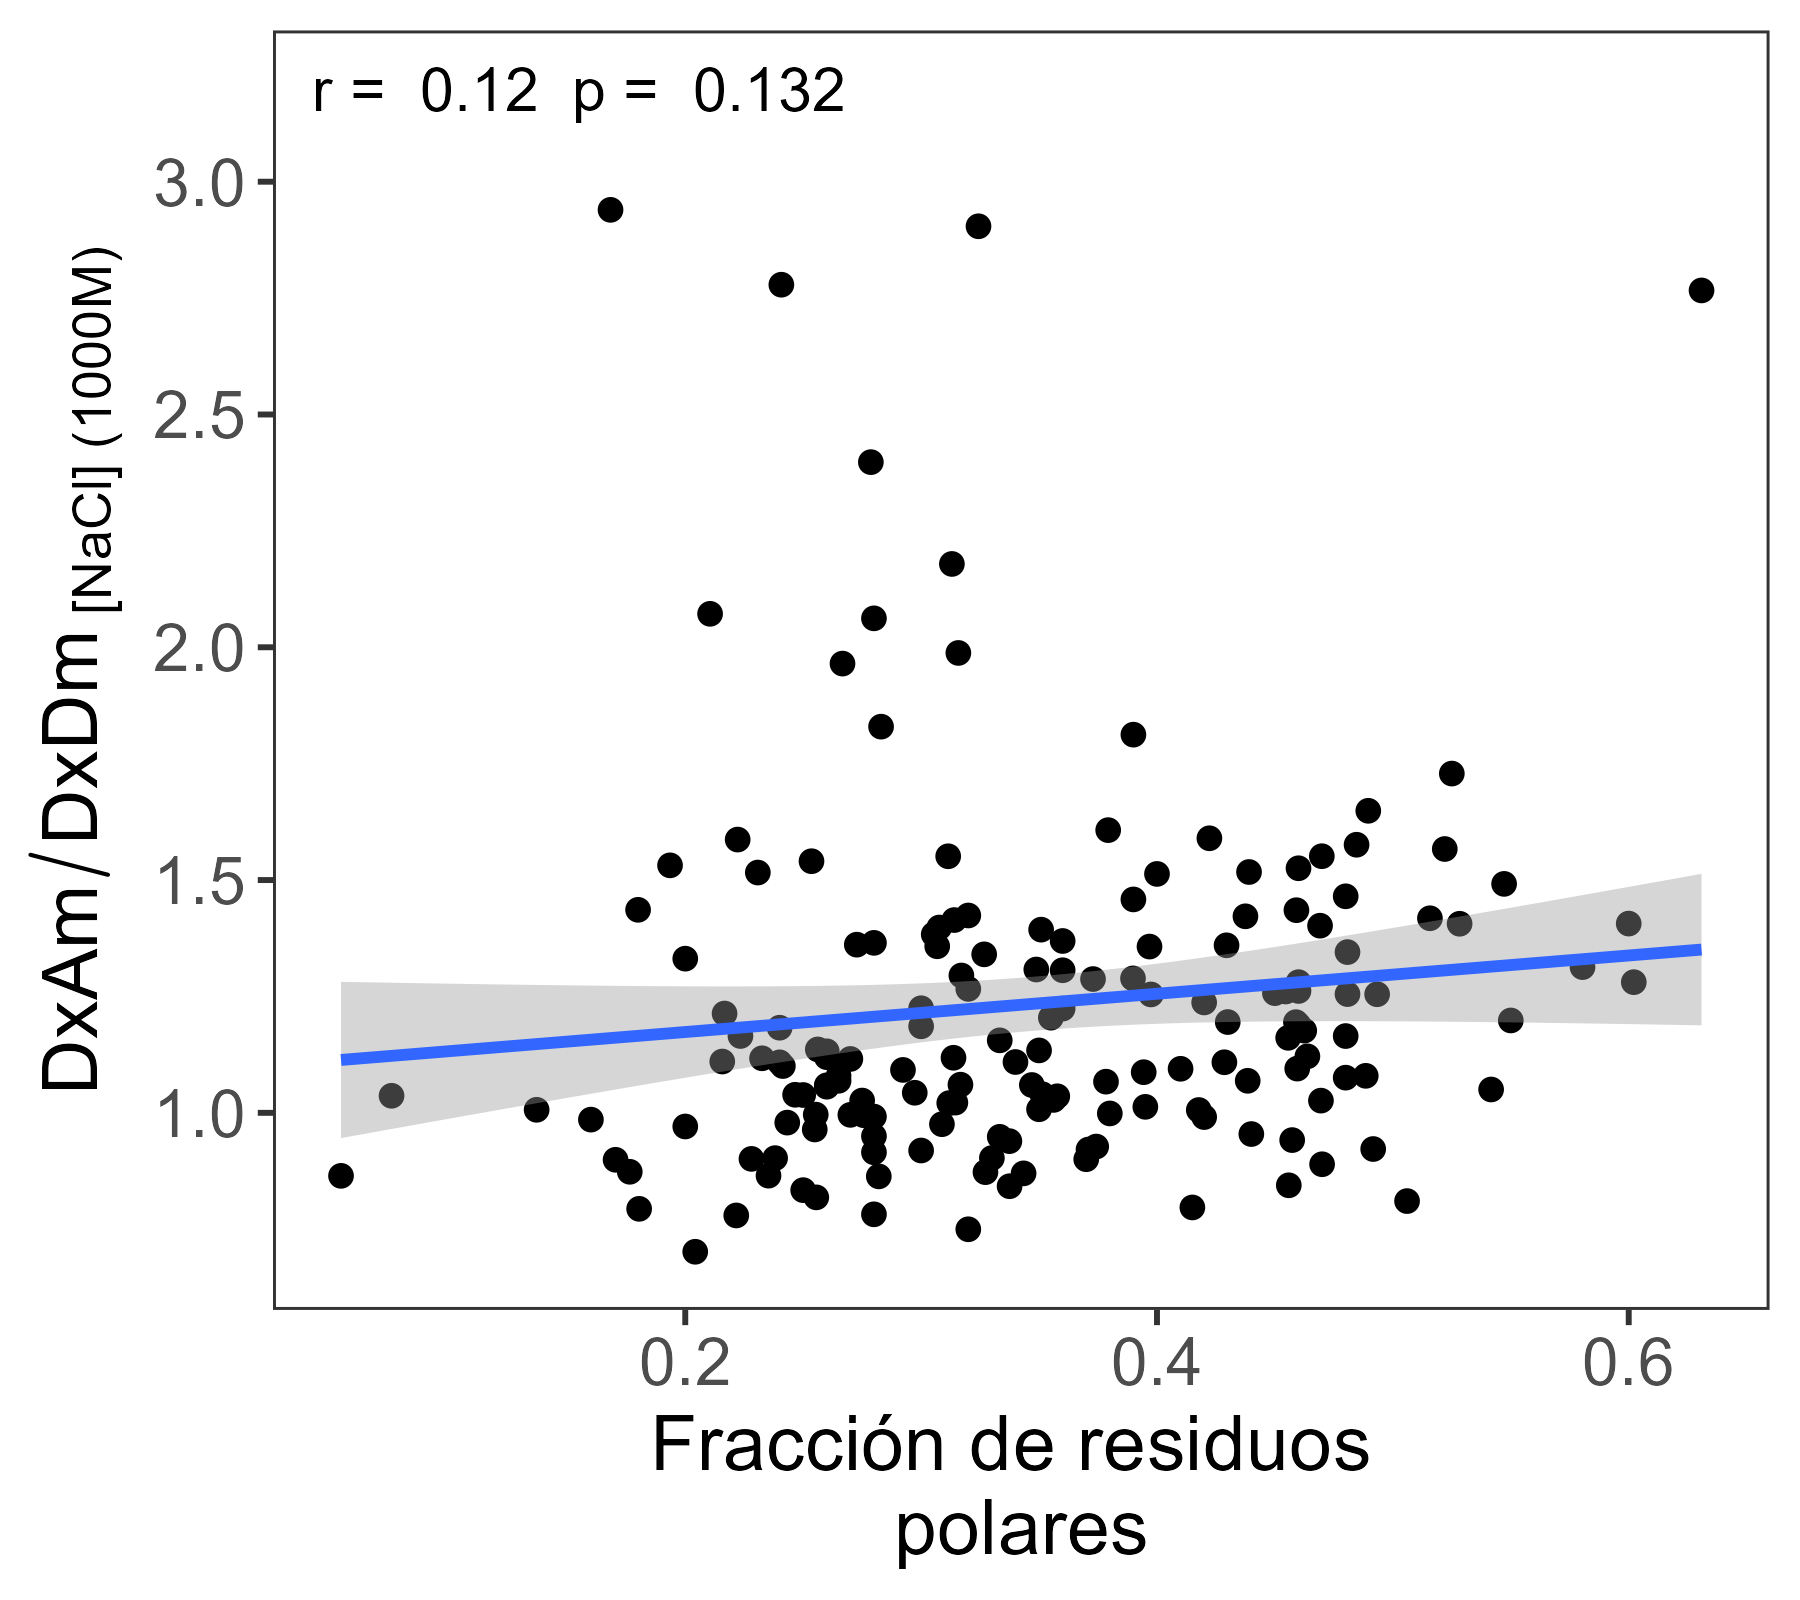 r = 0.12 p = 0.132
3.0
2.5
2.0
1.5
1.0
DxAm/DxDm [NaCl] (1000M)
0.2 0.4 0.6
Fracción de residuos
polares